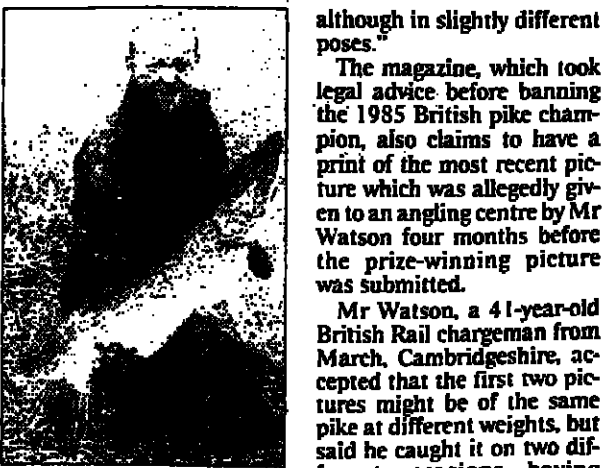 although in slightly different
poses."
The magazine, which took
legal advice before banning
the 1985 British pike cham-
pion, also claims to have a
print of the most recent pic-
ture which was allegedly giv-
en to an angling centre by Mr
Watson four months before
the prize-winning picture
was submitted.
Mr Watson, a 41-year-old
British Rail chargeman from
March, Cambridgeshire, ac-
cepted that the first two pic-
tures might be of the same
pike at different weights, but
said he caught it on two dif-